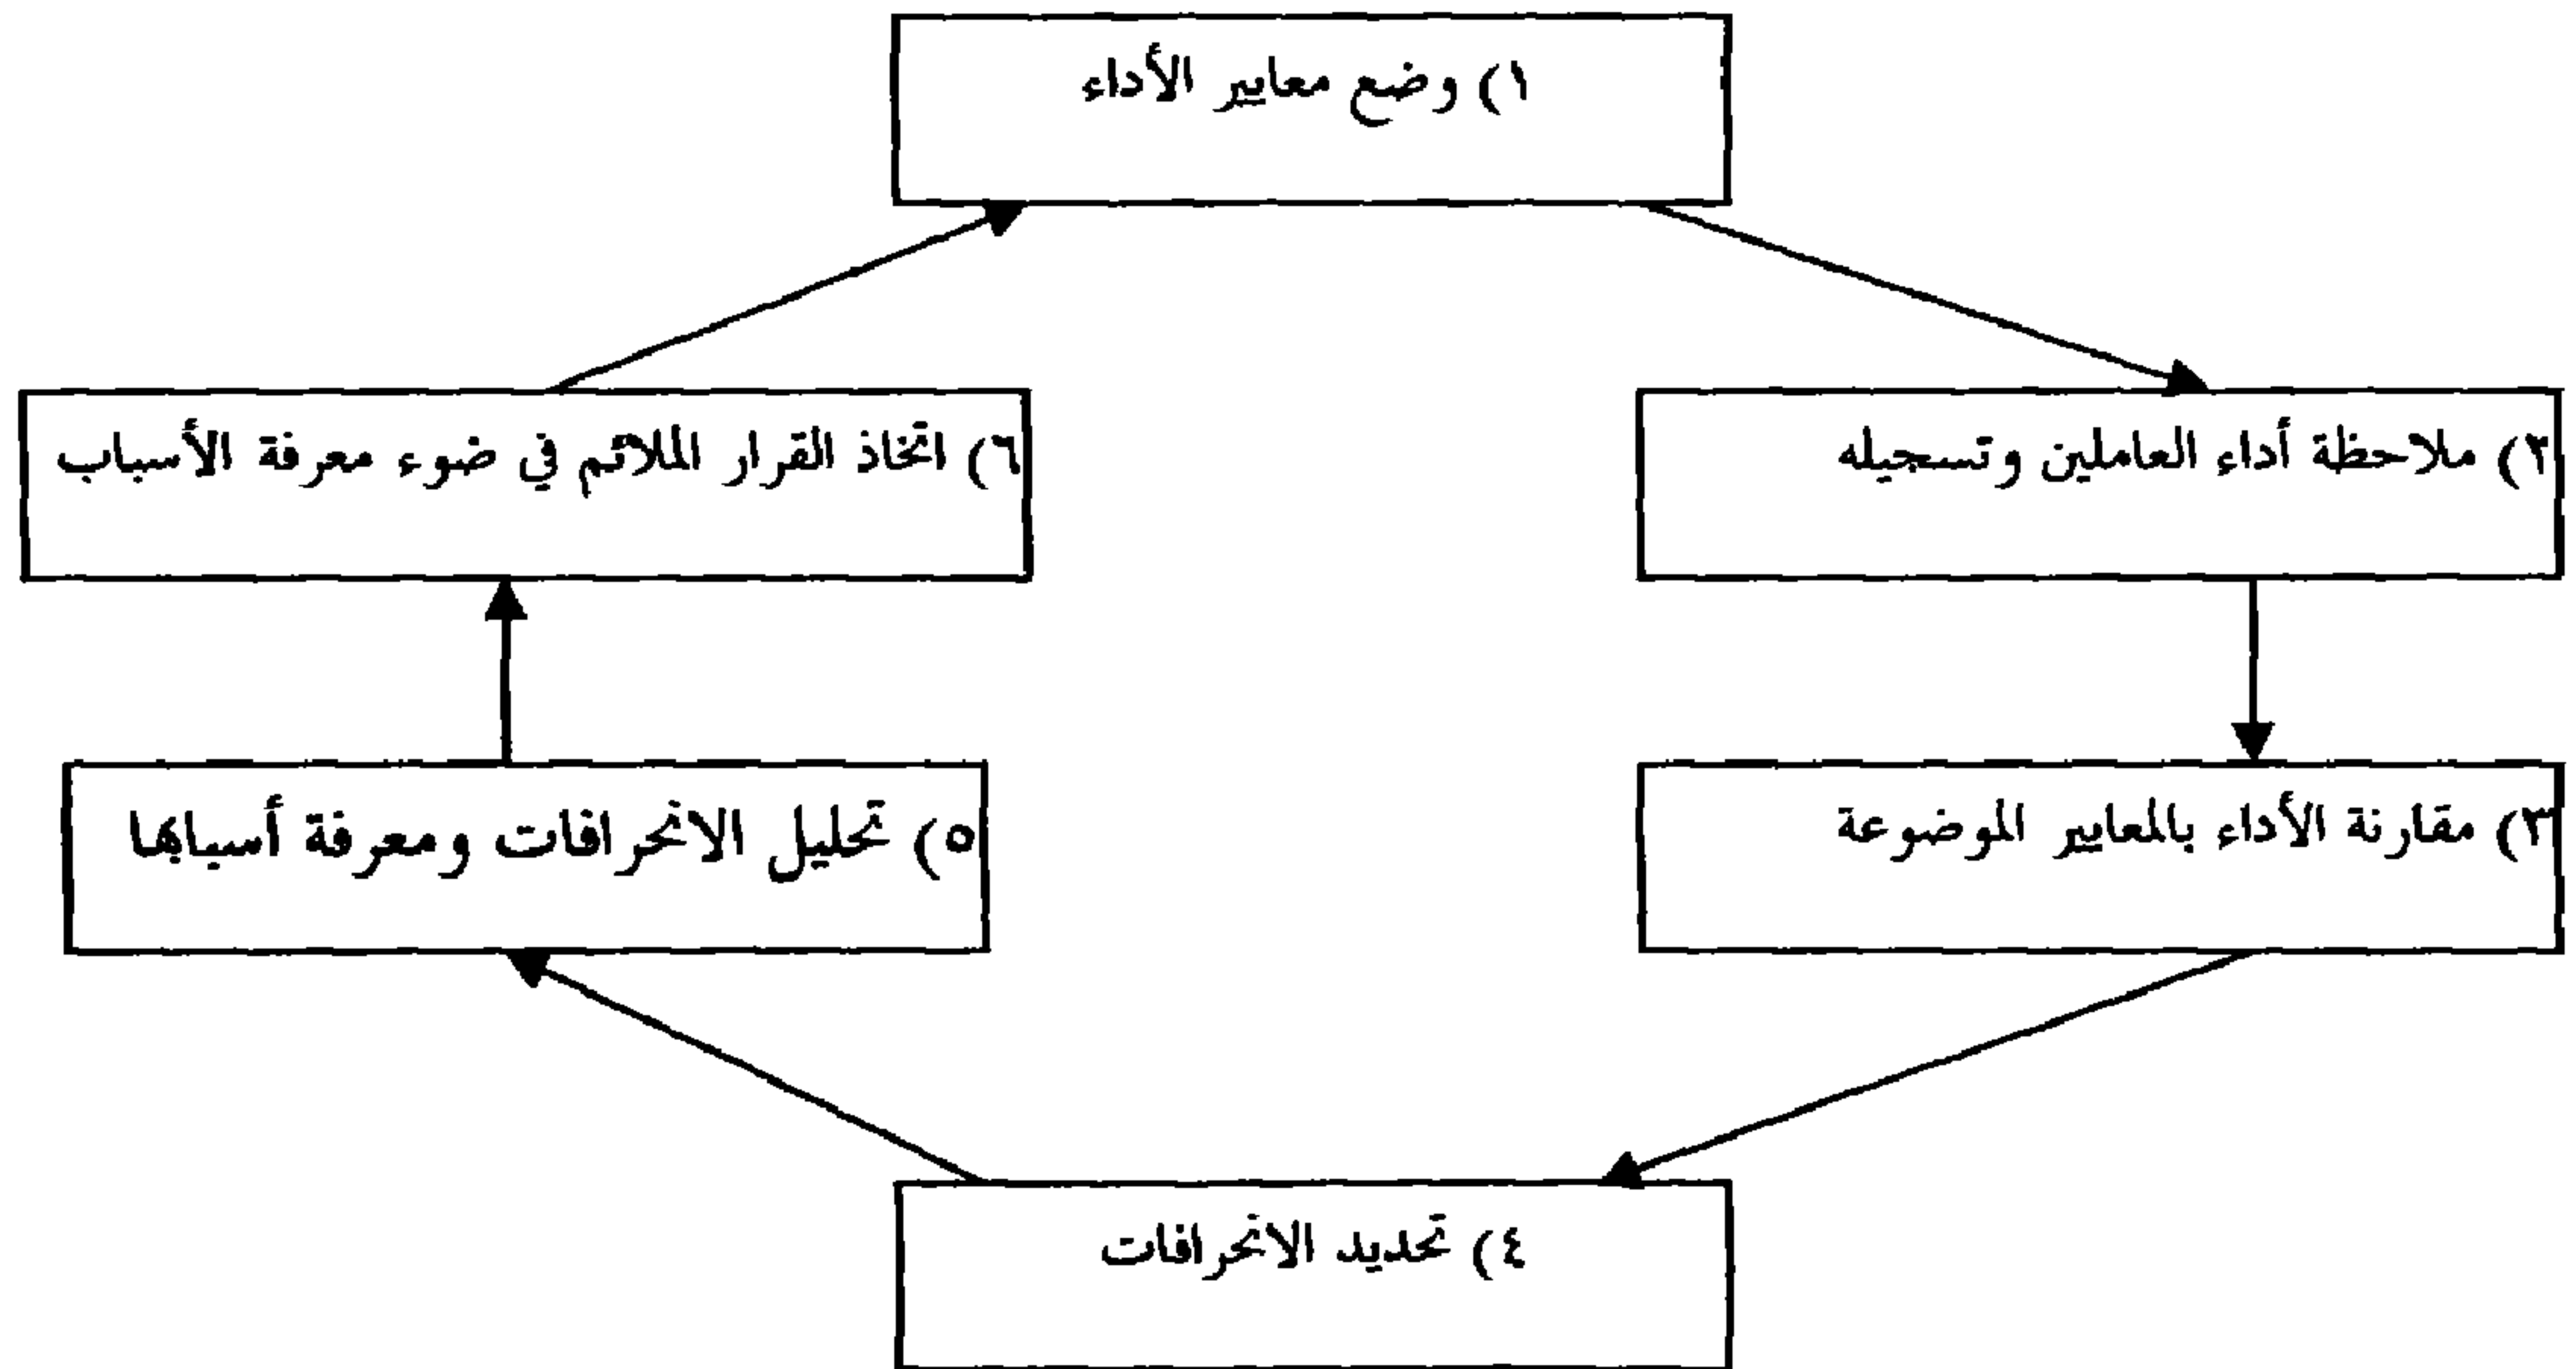 ١) وضع معايير الأداء
٢) ملاحظة أداء العاملين وتسجيله
٣) مقارنة الأداء بالمعايير الموضوعة
٤) تحديد الانحرافات
٥) تحليل الانحرافات ومعرفة أسبابها
٦) اتخاذ القرار الملائم في ضوء معرفة الأسباب